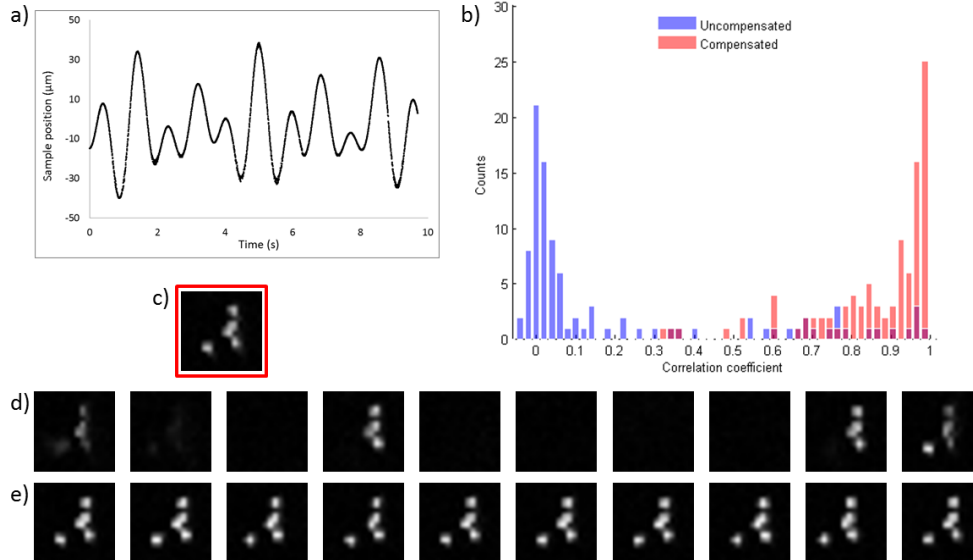 a)
50
30
10
-10
-30
-50
Sample position (µm)
0 2 4 6 8 10
Time (s)
b)
30
25
20
15
10
5
0
Counts
Uncompensated
Compensated
0 0.1 0.2 0.3 0.4 0.5 0.6 0.7 0.8 0.9 1
Correlation coefficient
c)
d)
e)